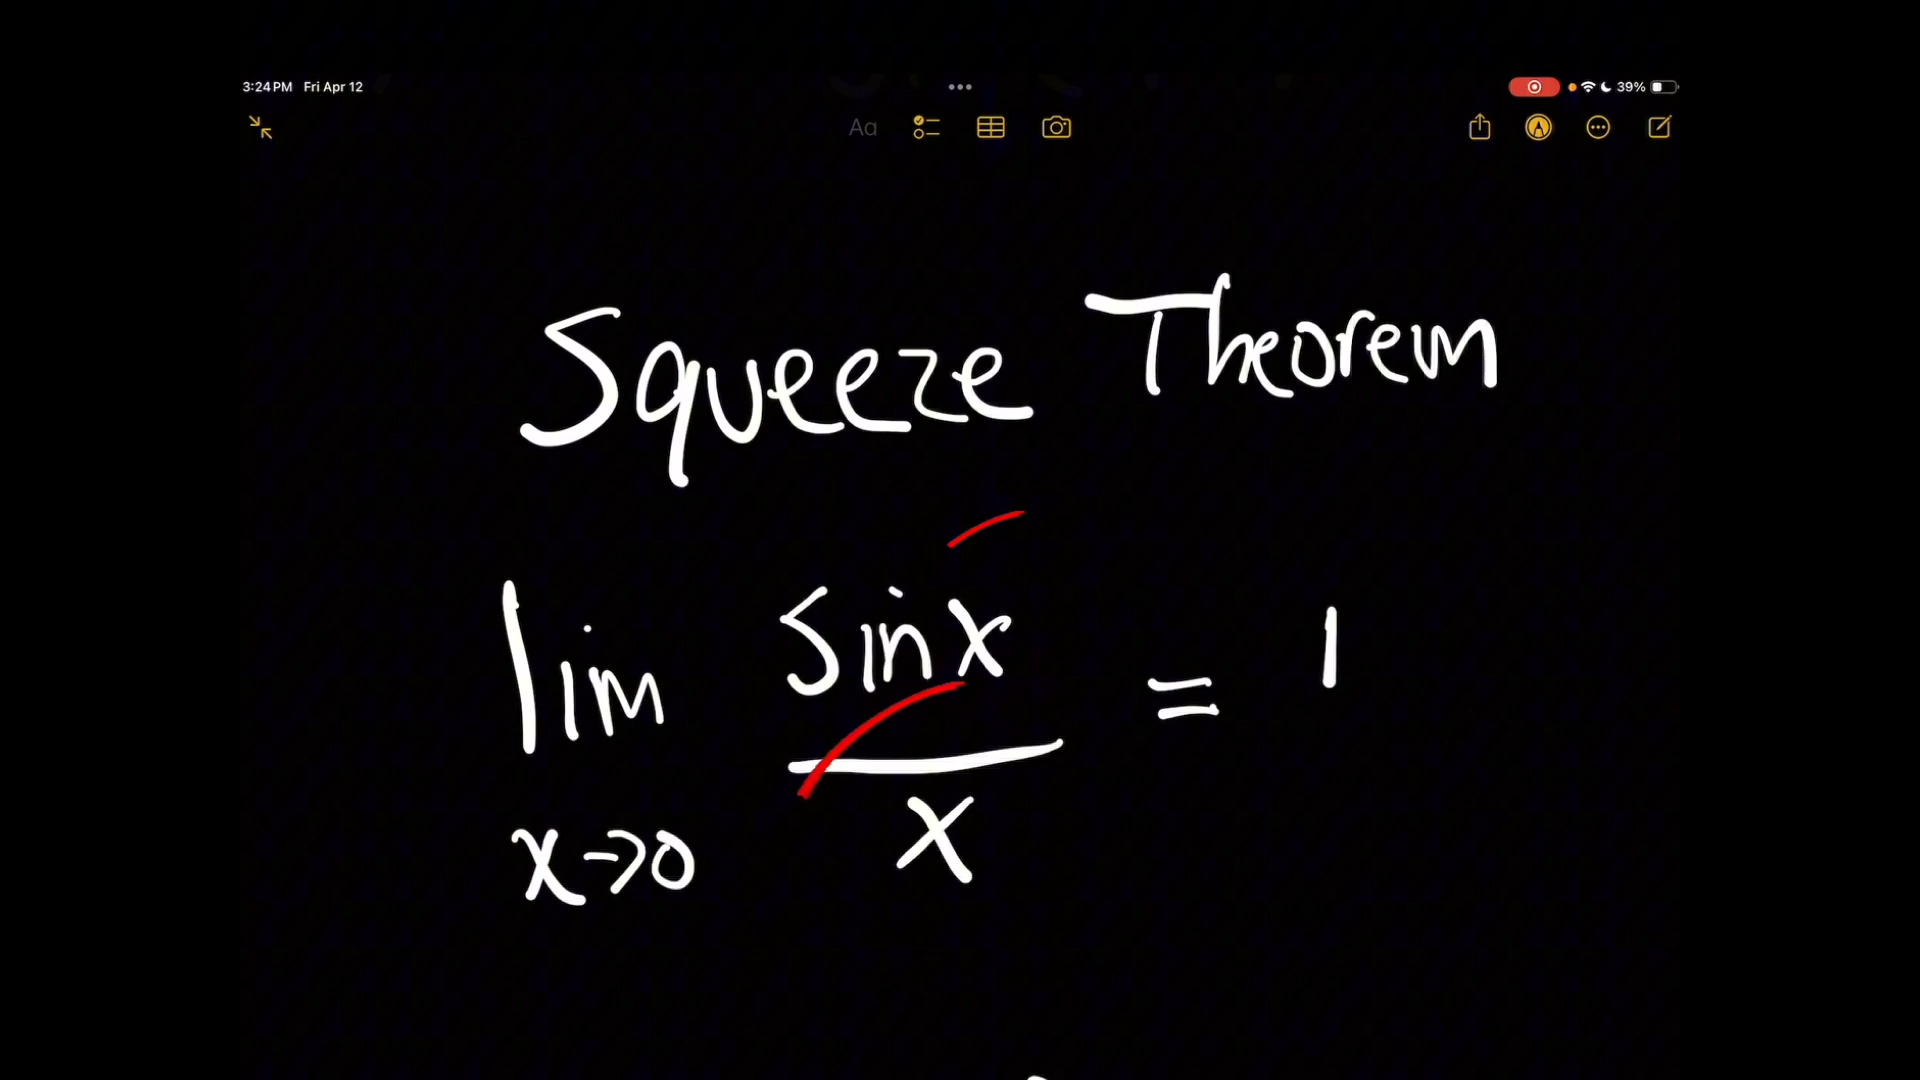 3:24 PM Fri Apr 12
39%
Aa
Squeeze Theorem
lim sinx / x = 1
x→0